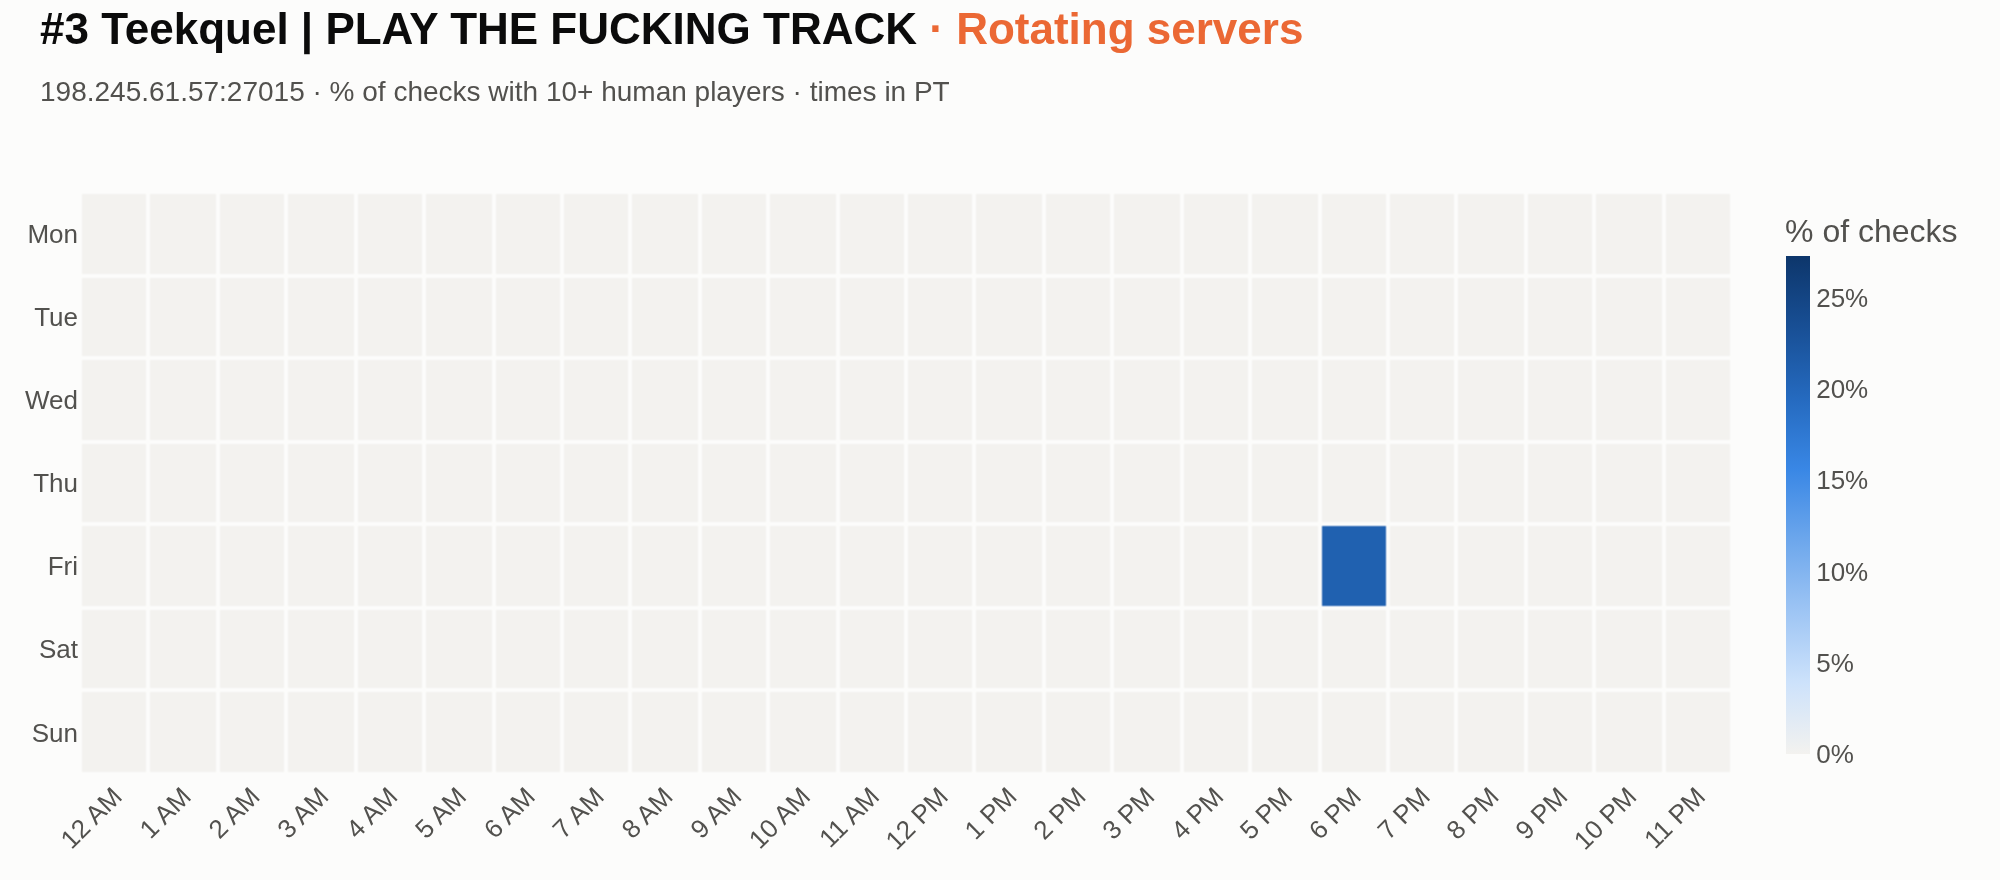 #3 Teekquel | PLAY THE FUCKING TRACK · Rotating servers
198.245.61.57:27015 · % of checks with 10+ human players · times in PT
% of checks
Mon
Tue
Wed
Thu
Fri
Sat
Sun
25%
20%
15%
10%
5%
0%
12 AM
1 AM
2 AM
3 AM
4 AM
5 AM
6 AM
7 AM
8 AM
9 AM
10 AM
11 AM
12 PM
1 PM
2 PM
3 PM
4 PM
5 PM
6 PM
7 PM
8 PM
9 PM
10 PM
11 PM